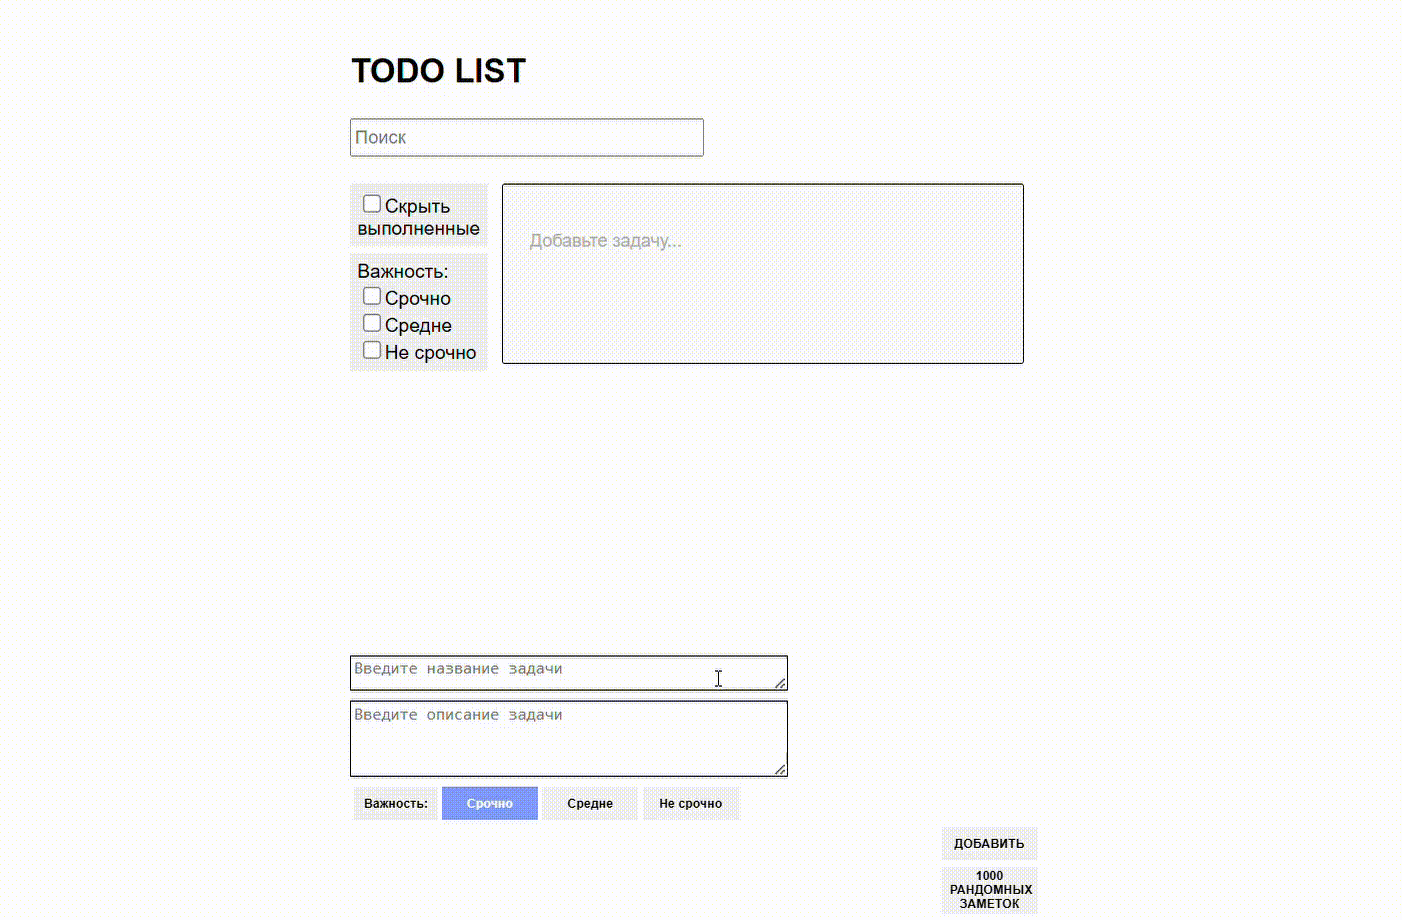 TODO LIST
Поиск
Скрыть
выполненные
Добавьте задачу...
Важность:
Срочно
Средне
Не срочно
Введите название задачи
Введите описание задачи
Важность:
Срочно
Средне
Не срочно
ДОБАВИТЬ
1000
РАНДОМНЫХ
ЗАМЕТОК